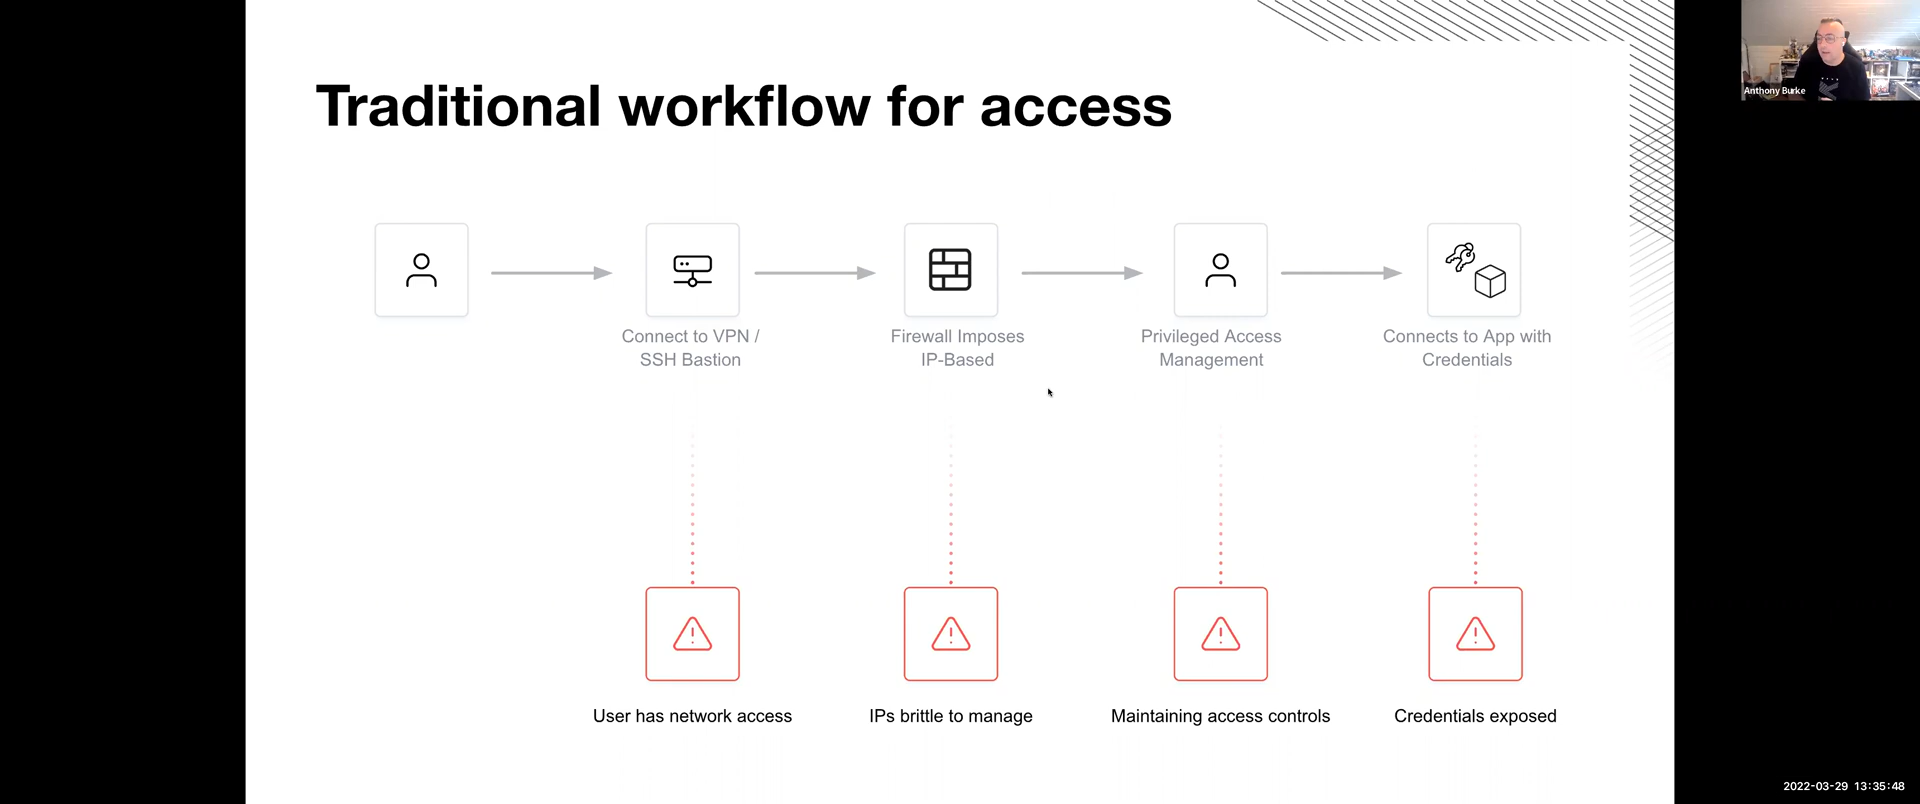 Traditional workflow for access
Anthony Burke
Connect to VPN /
SSH Bastion
Firewall Imposes
IP-Based
Privileged Access
Management
Connects to App with
Credentials
User has network access
IPs brittle to manage
Maintaining access controls
Credentials exposed
2022-03-29 13:35:48